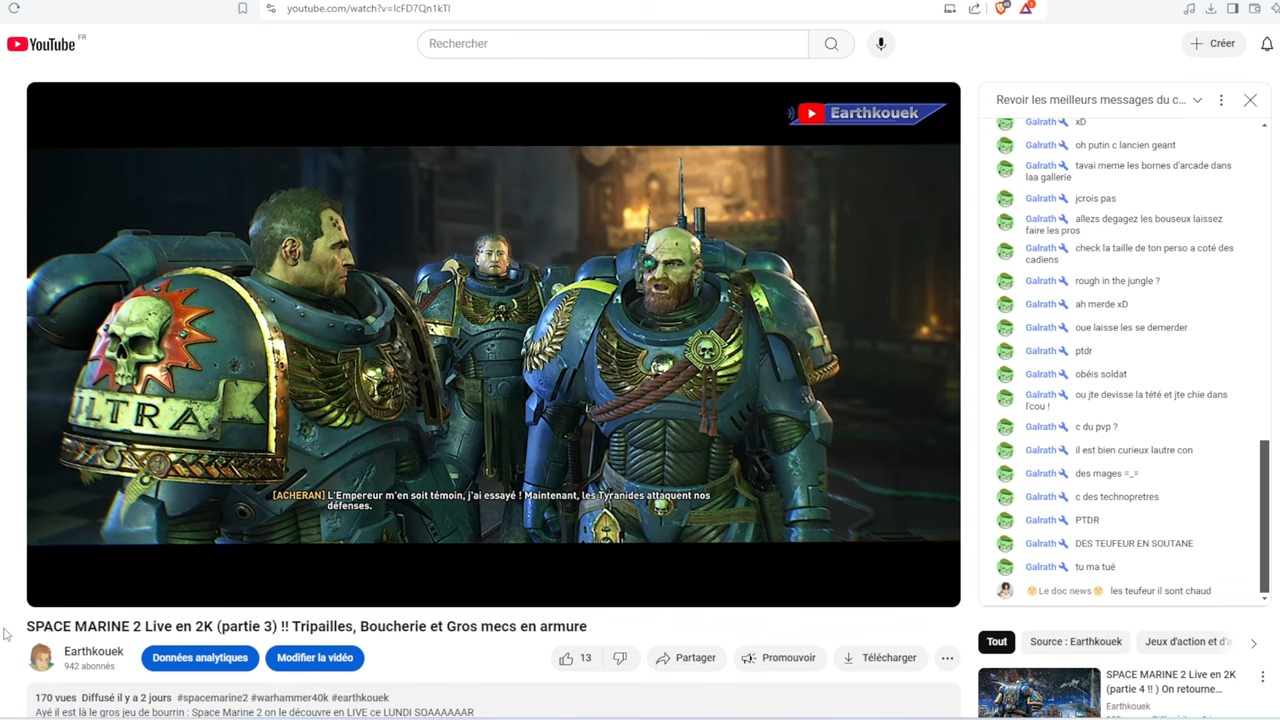 youtube.com/watch?v=IcFD7Qn1kTI
YouTube FR
Rechercher
Créer
Earthkouek
ULTRA
[ACHERAN] L'Empereur m'en soit témoin, j'ai essayé ! Maintenant, les Tyranides attaquent nos
défenses.
Revoir les meilleurs messages du c...
Galrath xD
Galrath oh putin c lancien geant
Galrath tavai meme les bornes d'arcade dans
laa gallerie
Galrath jcrois pas
Galrath allezs degagez les bouseux laissez
faire les pros
Galrath check la taille de ton perso a coté des
cadiens
Galrath rough in the jungle ?
Galrath ah merde xD
Galrath oue laisse les se demerder
Galrath ptdr
Galrath obéis soldat
Galrath ou jte devisse la tété et jte chie dans
l'cou !
Galrath c du pvp ?
Galrath il est bien curieux lautre con
Galrath des mages =_=
Galrath c des technopretres
Galrath PTDR
Galrath DES TEUFEUR EN SOUTANE
Galrath tu ma tué
Le doc news les teufeur il sont chaud
SPACE MARINE 2 Live en 2K (partie 3) !! Tripailles, Boucherie et Gros mecs en armure
Earthkouek
942 abonnés
Données analytiques
Modifier la vidéo
13
Partager
Promouvoir
Télécharger
170 vues Diffusé il y a 2 jours #spacemarine2 #warhammer40k #earthkouek
Ayé il est là le gros jeu de bourrin : Space Marine 2 on le découvre en LIVE ce LUNDI SOAAAAAAR
Tout
Source : Earthkouek
Jeux d'action et d'a
SPACE MARINE 2 Live en 2K
(partie 4 !! ) On retourne...
Earthkouek